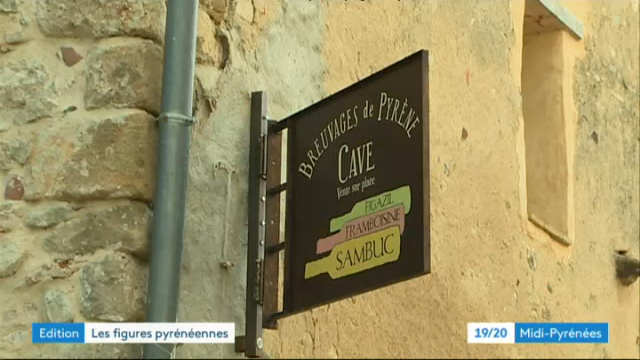 BREUVAGES de PYRÈNE
CAVE
Vente sur place
FIGAZIL
FRAMBOISINE
SAMBUC
Edition Les figures pyrénéennes
19/20 Midi-Pyrénées